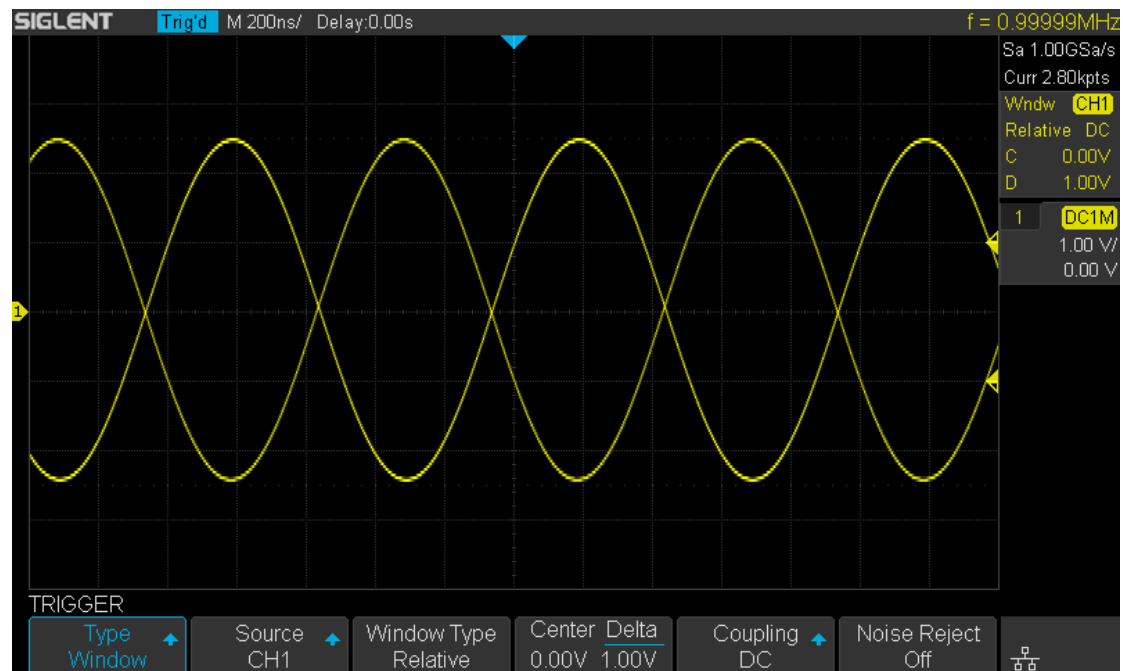 SIGLENT Trig'd M 200ns/ Delay:0.00s f = 0.99999MHz
Sa 1.00GSa/s
Curr 2.80kpts
Wndw CH1
Relative DC
C 0.00V
D 1.00V
1 DC1M
1.00 V/
0.00 V
1
TRIGGER
Type Source Window Type Center Delta Coupling Noise Reject
Window CH1 Relative 0.00V 1.00V DC Off